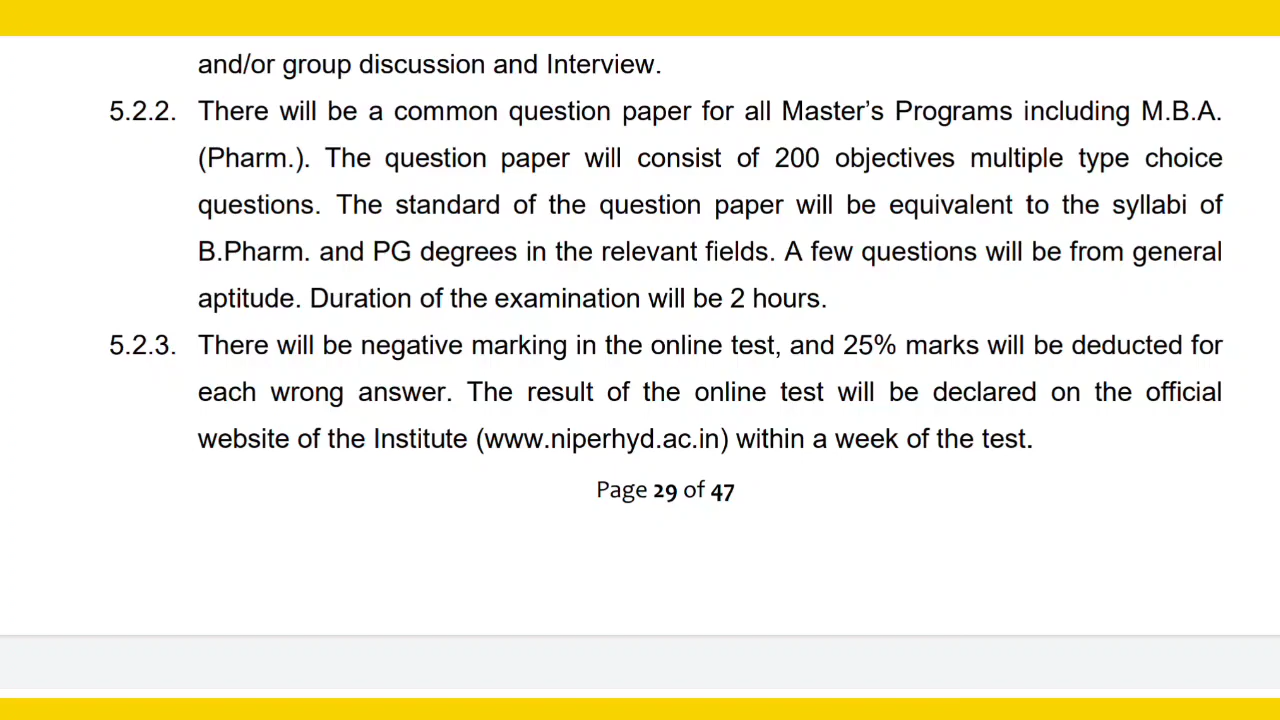 and/or group discussion and Interview.
5.2.2. There will be a common question paper for all Master’s Programs including M.B.A.
(Pharm.). The question paper will consist of 200 objectives multiple type choice
questions. The standard of the question paper will be equivalent to the syllabi of
B.Pharm. and PG degrees in the relevant fields. A few questions will be from general
aptitude. Duration of the examination will be 2 hours.
5.2.3. There will be negative marking in the online test, and 25% marks will be deducted for
each wrong answer. The result of the online test will be declared on the official
website of the Institute (www.niperhyd.ac.in) within a week of the test.
Page 29 of 47